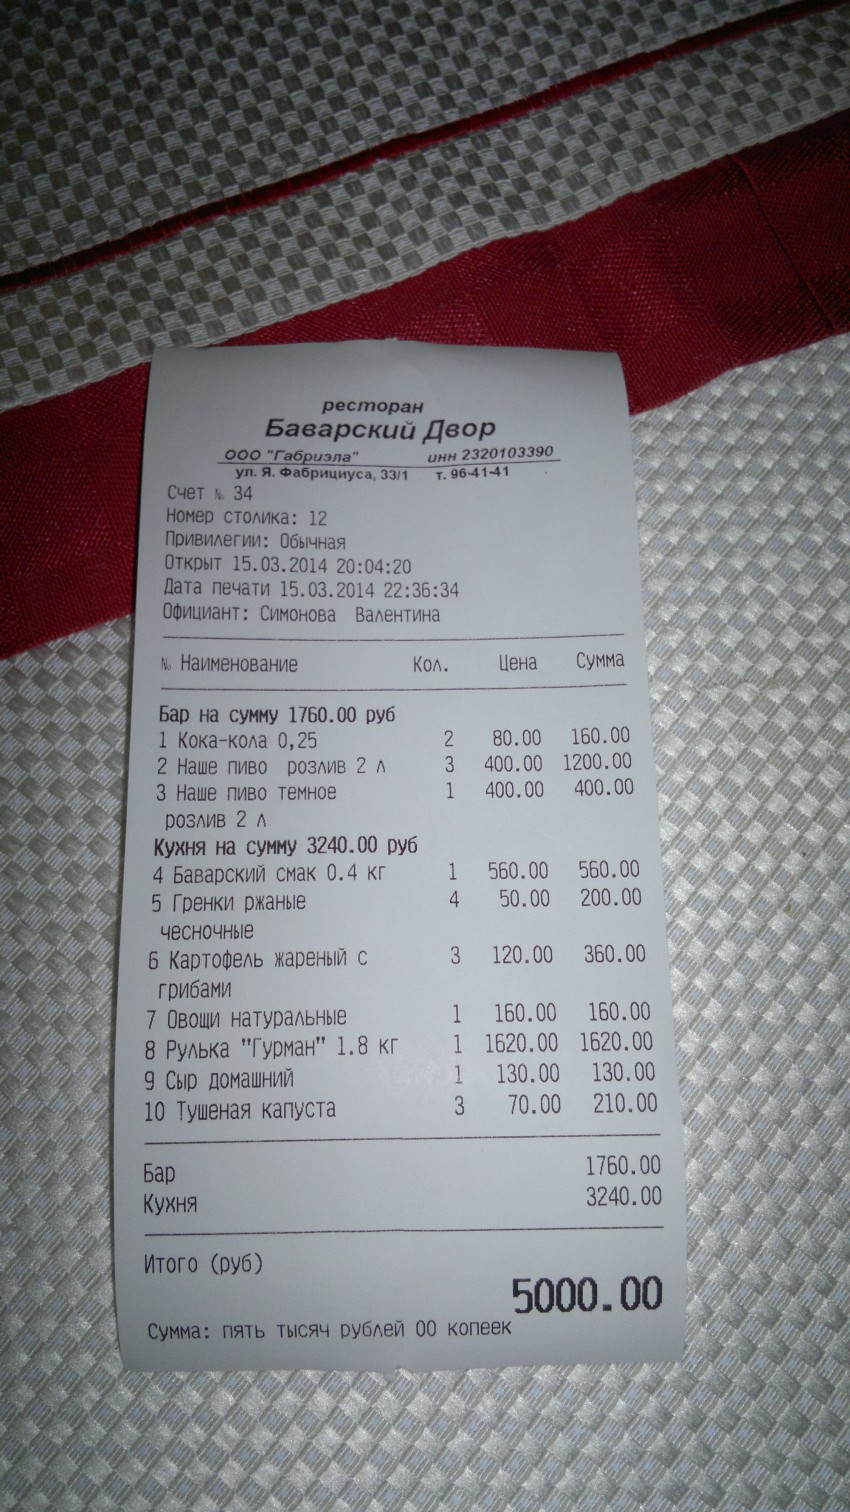 ресторан
Баварский Двор
ООО "Габриэла" инн 2320103390
ул. Я. Фабрициуса, 33/1 т. 96-41-41
Счет № 34
Номер столика: 12
Привилегии: Обычная
Открыт 15.03.2014 20:04:20
Дата печати 15.03.2014 22:36:34
Официант: Симонова Валентина
№ Наименование Кол. Цена Сумма
Бар на сумму 1760.00 руб
1 Кока-кола 0,25 2 80.00 160.00
2 Наше пиво розлив 2 л 3 400.00 1200.00
3 Наше пиво темное 1 400.00 400.00
розлив 2 л
Кухня на сумму 3240.00 руб
4 Баварский смак 0.4 кг 1 560.00 560.00
5 Гренки ржаные 4 50.00 200.00
чесночные
6 Картофель жареный с 3 120.00 360.00
грибами
7 Овощи натуральные 1 160.00 160.00
8 Рулька "Гурман" 1.8 кг 1 1620.00 1620.00
9 Сыр домашний 1 130.00 130.00
10 Тушеная капуста 3 70.00 210.00
Бар 1760.00
Кухня 3240.00
Итого (руб)
5000.00
Сумма: пять тысяч рублей 00 копеек